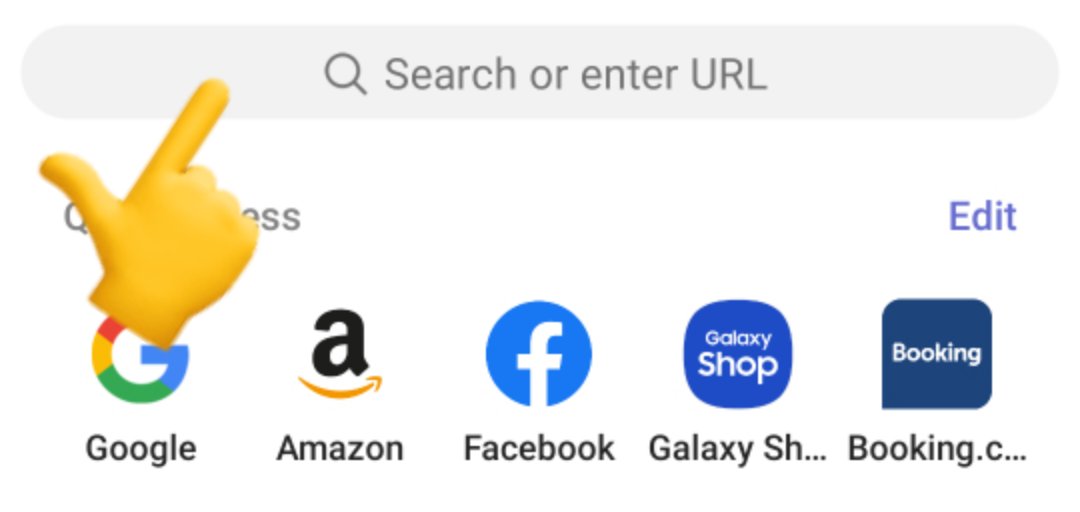 Search or enter URL
Edit
a
f
Galaxy
Shop
Booking
Google Amazon Facebook Galaxy Sh... Booking.c...